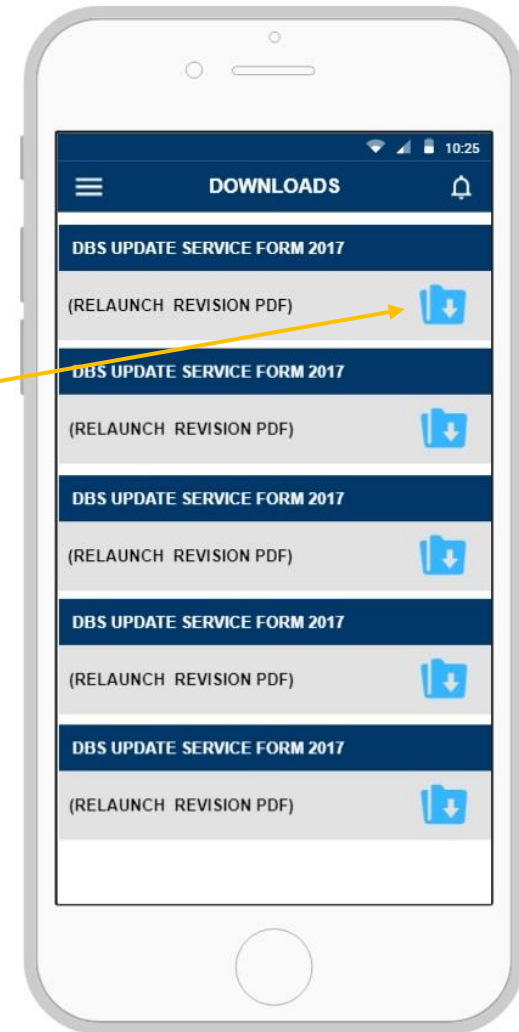 10:25
DOWNLOADS
DBS UPDATE SERVICE FORM 2017
(RELAUNCH REVISION PDF)
DBS UPDATE SERVICE FORM 2017
(RELAUNCH REVISION PDF)
DBS UPDATE SERVICE FORM 2017
(RELAUNCH REVISION PDF)
DBS UPDATE SERVICE FORM 2017
(RELAUNCH REVISION PDF)
DBS UPDATE SERVICE FORM 2017
(RELAUNCH REVISION PDF)